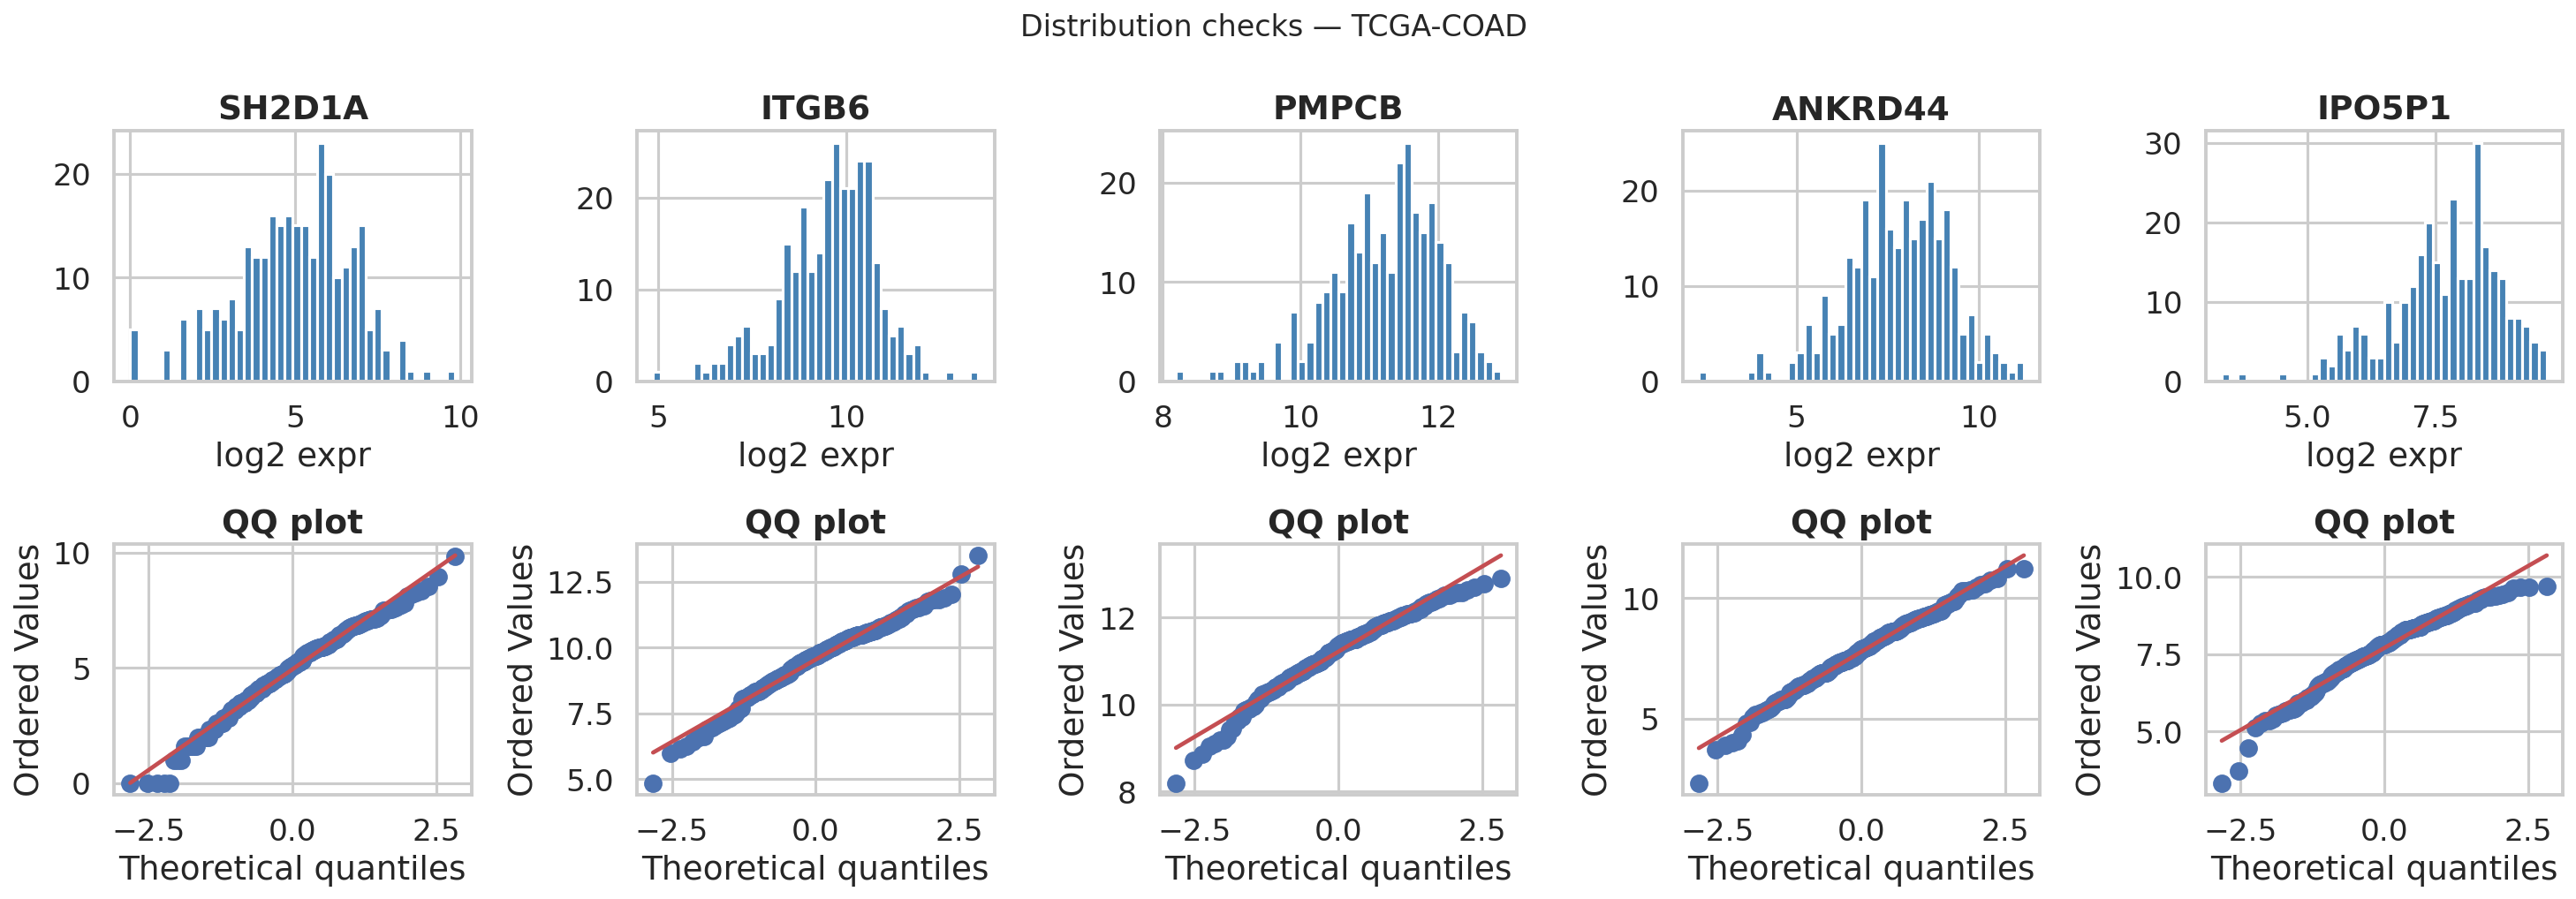 Distribution checks — TCGA-COAD
SH2D1A
ITGB6
PMPCB
ANKRD44
IPO5P1
20
10
0
0
5
10
log2 expr
20
10
0
5
10
log2 expr
20
10
0
8
10
12
log2 expr
20
10
0
5
10
log2 expr
30
20
10
0
5.0
7.5
log2 expr
QQ plot
QQ plot
QQ plot
QQ plot
QQ plot
Ordered Values
10
5
0
−2.5
0.0
2.5
Theoretical quantiles
Ordered Values
12.5
10.0
7.5
5.0
−2.5
0.0
2.5
Theoretical quantiles
Ordered Values
12
10
8
−2.5
0.0
2.5
Theoretical quantiles
Ordered Values
10
5
−2.5
0.0
2.5
Theoretical quantiles
Ordered Values
10.0
7.5
5.0
−2.5
0.0
2.5
Theoretical quantiles